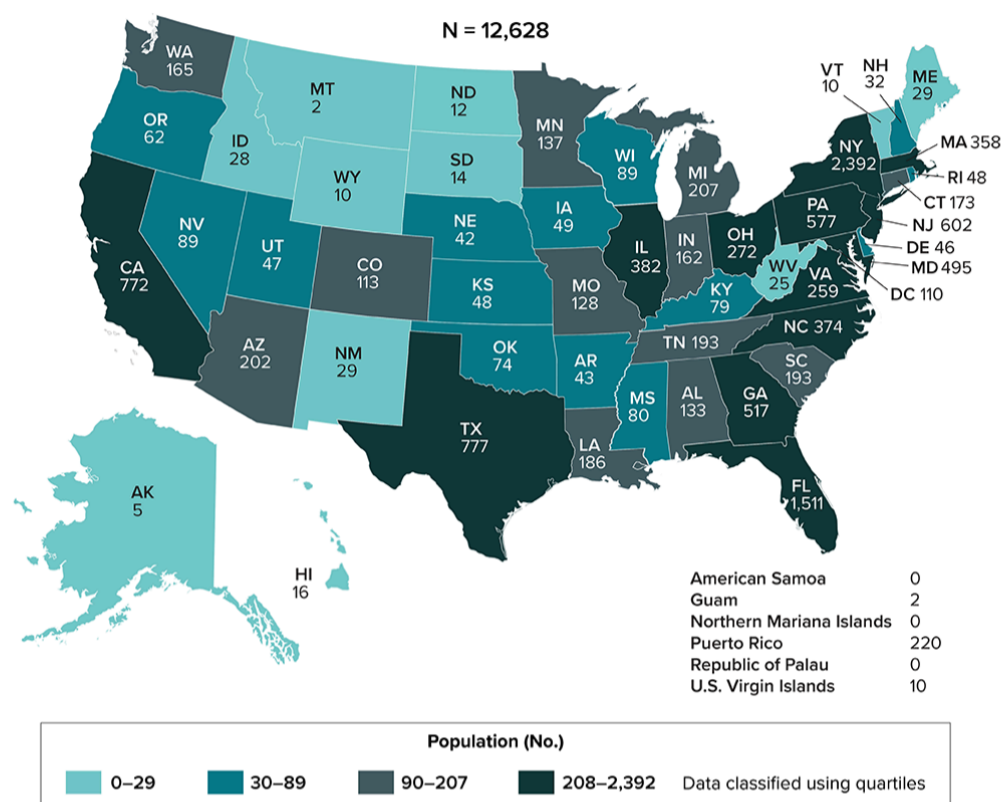 N = 12,628
WA
165
MT
2
ND
12
MN
137
VT
10
NH
32
ME
29
OR
62
ID
28
WY
10
SD
14
WI
89
MI
207
NY
2,392
MA 358
RI 48
CT 173
NJ 602
DE 46
MD 495
DC 110
NV
89
UT
47
CO
113
NE
42
IA
49
IL
382
IN
162
OH
272
PA
577
WV
25
VA
259
CA
772
KS
48
MO
128
KY
79
NC 374
TN 193
SC
193
AZ
202
NM
29
OK
74
AR
43
MS
80
AL
133
GA
517
TX
777
LA
186
FL
1,511
AK
5
HI
16
American Samoa 0
Guam 2
Northern Mariana Islands 0
Puerto Rico 220
Republic of Palau 0
U.S. Virgin Islands 10
Population (No.)
0–29 30–89 90–207 208–2,392 Data classified using quartiles